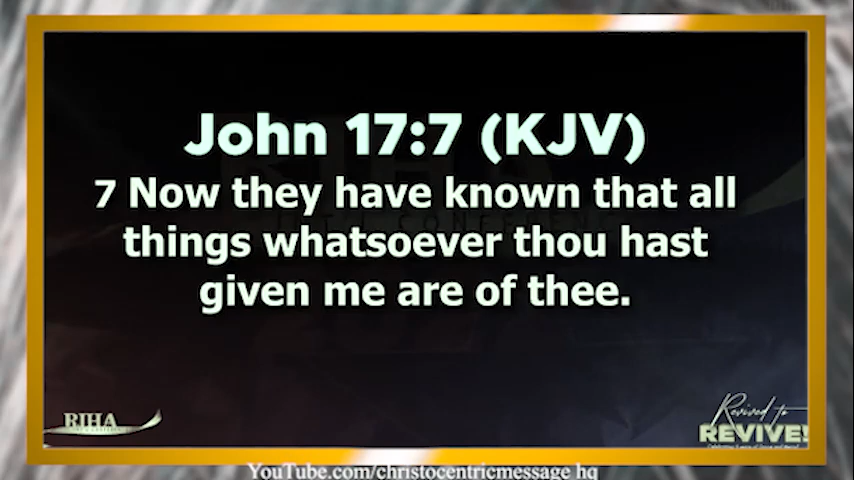 John 17:7 (KJV)
7 Now they have known that all
things whatsoever thou hast
given me are of thee.
RIHA
Revived to
REVIVE!
YouTube.com/christocentricmessage hq